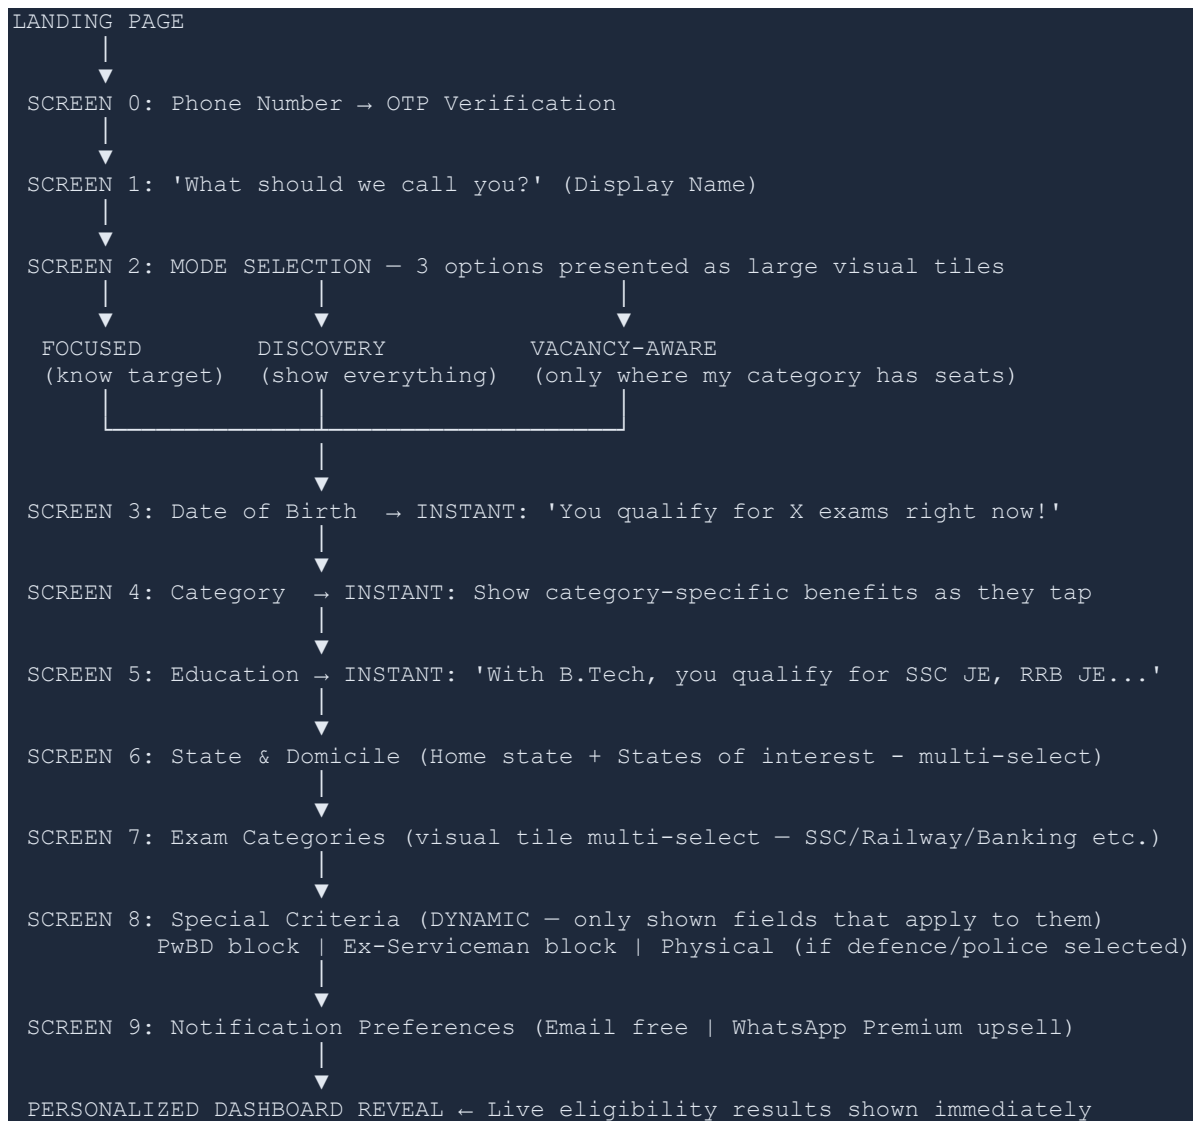 LANDING PAGE
SCREEN 0: Phone Number → OTP Verification
SCREEN 1: 'What should we call you?' (Display Name)
SCREEN 2: MODE SELECTION — 3 options presented as large visual tiles
FOCUSED DISCOVERY VACANCY-AWARE
(know target) (show everything) (only where my category has seats)
SCREEN 3: Date of Birth → INSTANT: 'You qualify for X exams right now!'
SCREEN 4: Category → INSTANT: Show category-specific benefits as they tap
SCREEN 5: Education → INSTANT: 'With B.Tech, you qualify for SSC JE, RRB JE...'
SCREEN 6: State & Domicile (Home state + States of interest - multi-select)
SCREEN 7: Exam Categories (visual tile multi-select — SSC/Railway/Banking etc.)
SCREEN 8: Special Criteria (DYNAMIC — only shown fields that apply to them)
PwBD block | Ex-Serviceman block | Physical (if defence/police selected)
SCREEN 9: Notification Preferences (Email free | WhatsApp Premium upsell)
PERSONALIZED DASHBOARD REVEAL ← Live eligibility results shown immediately